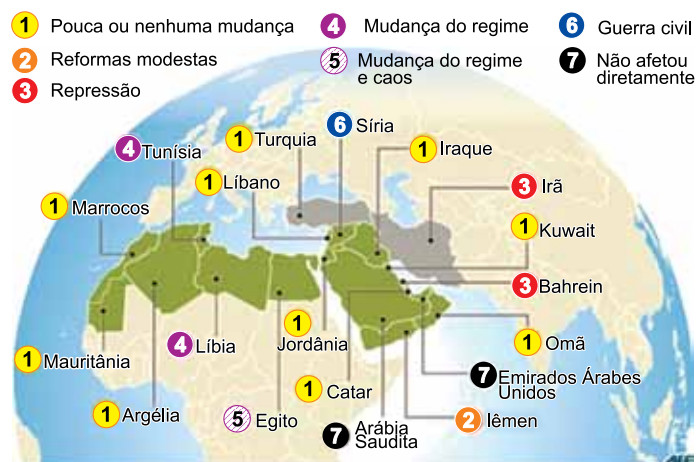 1 Pouca ou nenhuma mudança
2 Reformas modestas
3 Repressão
4 Mudança do regime
5 Mudança do regime
e caos
6 Guerra civil
7 Não afetou
diretamente
4 Tunísia
1 Turquia
6 Síria
1 Iraque
1 Líbano
3 Irã
1 Marrocos
1 Kuwait
3 Bahrein
1 Mauritânia
4 Líbia
1
Jordânia
1 Omã
1 Argélia
5 Egito
1 Catar
7 Emirados Árabes
Unidos
7 Arábia
Saudita
2 Iêmen